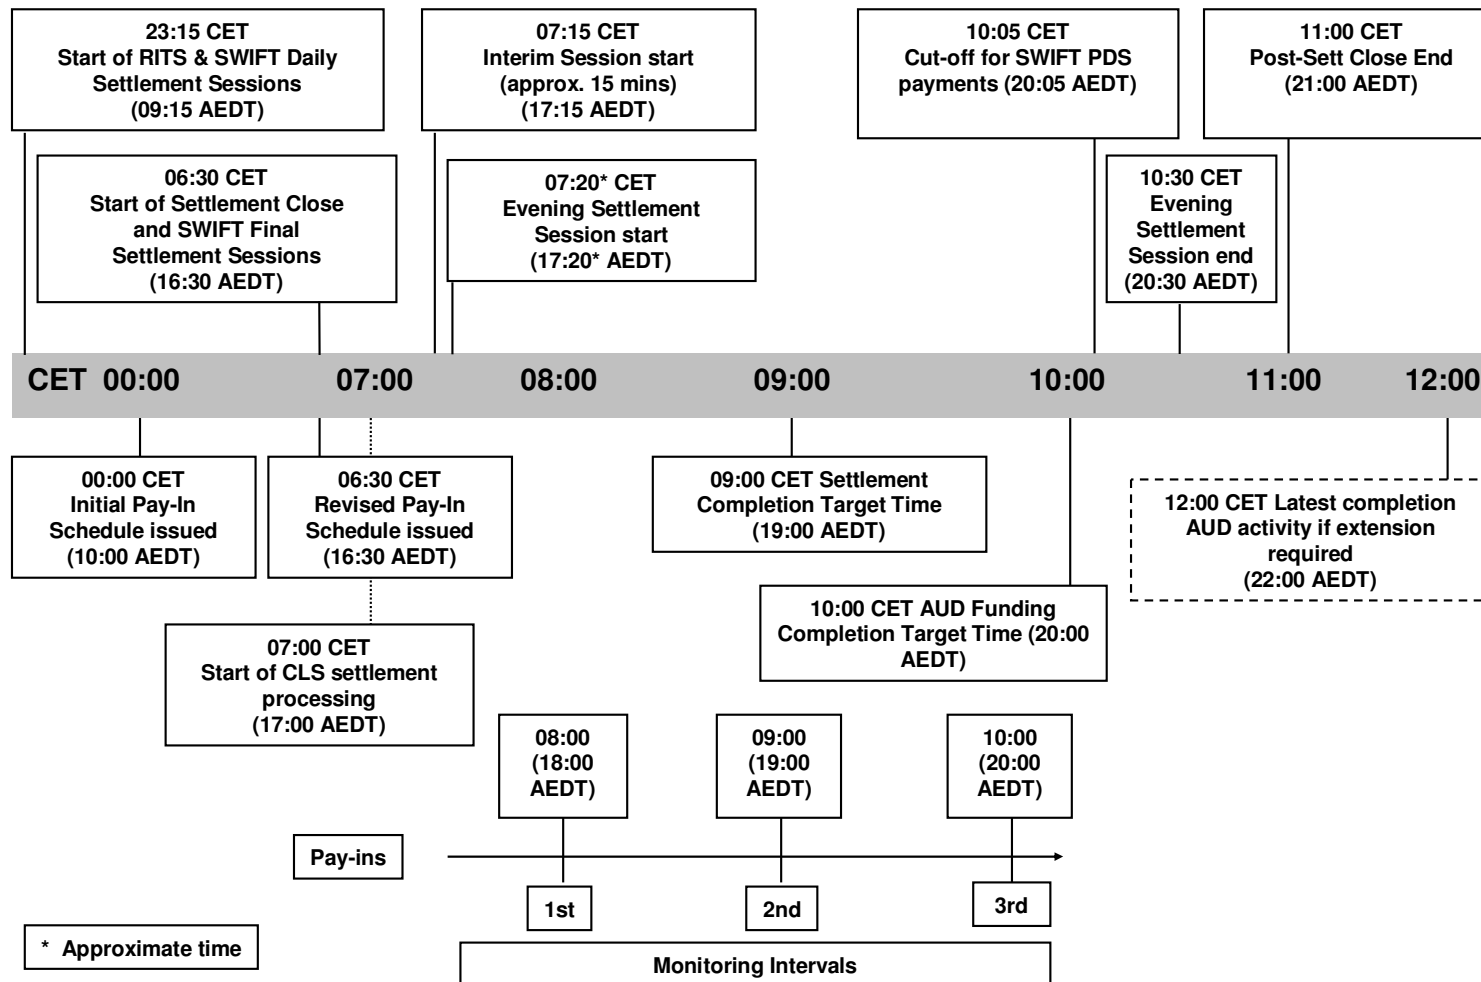 23:15 CET
Start of RITS & SWIFT Daily
Settlement Sessions
(09:15 AEDT)
07:15 CET
Interim Session start
(approx. 15 mins)
(17:15 AEDT)
10:05 CET
Cut-off for SWIFT PDS
payments (20:05 AEDT)
11:00 CET
Post-Sett Close End
(21:00 AEDT)
06:30 CET
Start of Settlement Close
and SWIFT Final
Settlement Sessions
(16:30 AEDT)
07:20* CET
Evening Settlement
Session start
(17:20* AEDT)
10:30 CET
Evening
Settlement
Session end
(20:30 AEDT)
CET 00:00 07:00 08:00 09:00 10:00 11:00 12:00
00:00 CET
Initial Pay-In
Schedule issued
(10:00 AEDT)
06:30 CET
Revised Pay-In
Schedule issued
(16:30 AEDT)
09:00 CET Settlement
Completion Target Time
(19:00 AEDT)
12:00 CET Latest completion
AUD activity if extension
required
(22:00 AEDT)
10:00 CET AUD Funding
Completion Target Time (20:00
AEDT)
07:00 CET
Start of CLS settlement
processing
(17:00 AEDT)
08:00
(18:00
AEDT)
09:00
(19:00
AEDT)
10:00
(20:00
AEDT)
Pay-ins
1st
2nd
3rd
* Approximate time
Monitoring Intervals